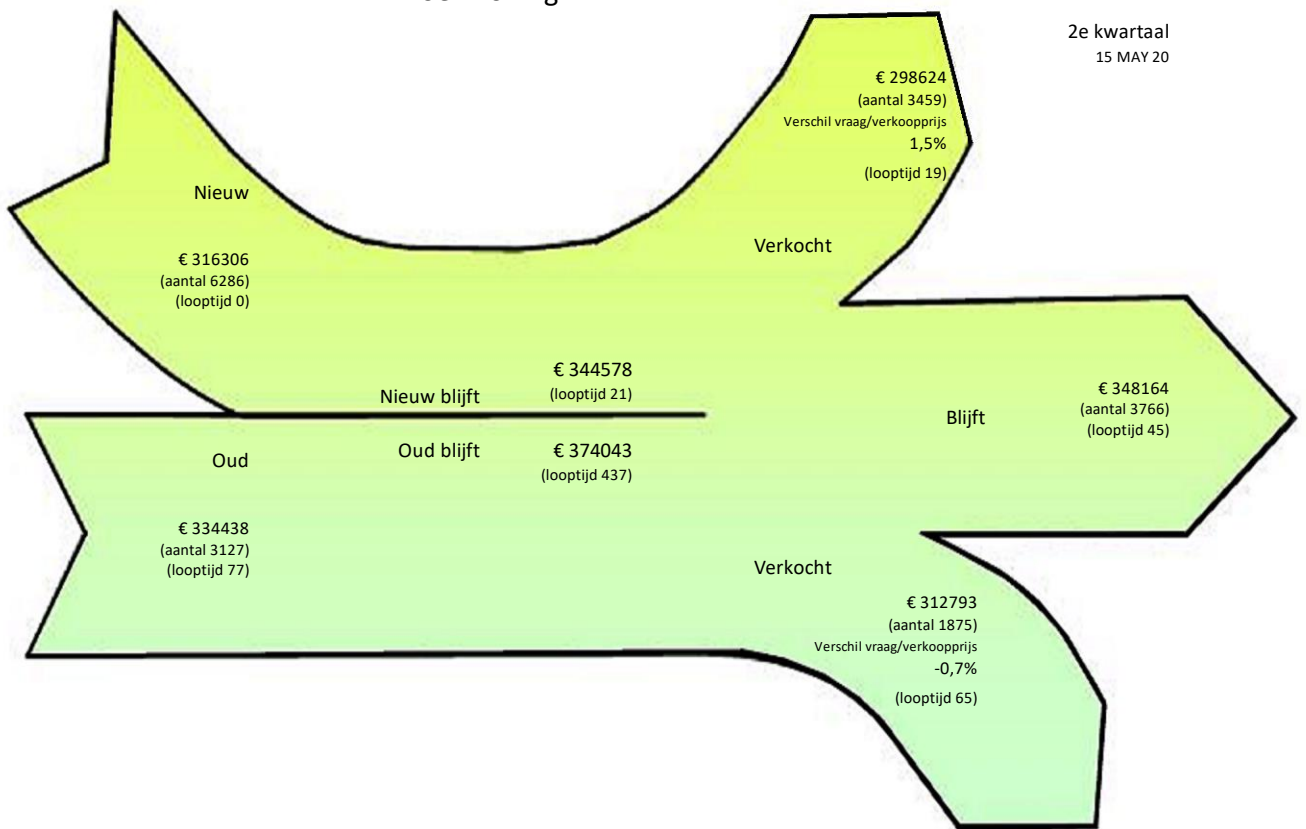 2e kwartaal
15 MAY 20
€ 298624
(aantal 3459)
Verschil vraag/verkoopprijs
1,5%
(looptijd 19)
Nieuw
Verkocht
€ 316306
(aantal 6286)
(looptijd 0)
€ 344578
Nieuw blijft
(looptijd 21)
€ 348164
(aantal 3766)
Blijft
(looptijd 45)
Oud blijft
€ 374043
Oud
(looptijd 437)
€ 334438
(aantal 3127)
(looptijd 77)
Verkocht
€ 312793
(aantal 1875)
Verschil vraag/verkoopprijs
-0,7%
(looptijd 65)